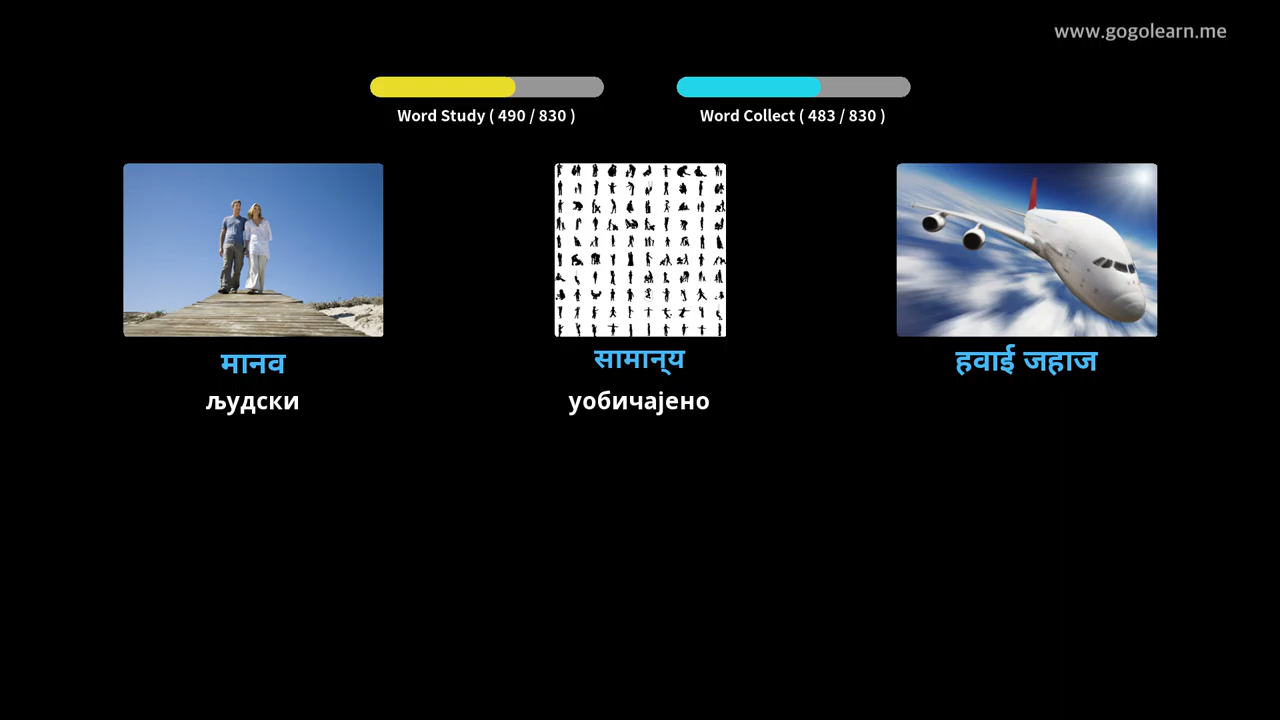 www.gogolearn.me
Word Study ( 490 / 830 )
Word Collect ( 483 / 830 )
मानव
људски
सामान्य
уобичајено
हवाई जहाज